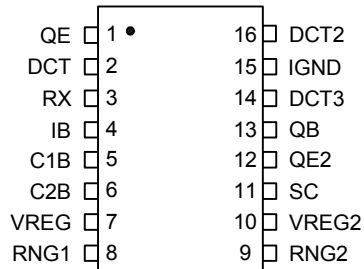 QE 1 16 DCT2
DCT 2 15 IGND
RX 3 14 DCT3
IB 4 13 QB
C1B 5 12 QE2
C2B 6 11 SC
VREG 7 10 VREG2
RNG1 8 9 RNG2